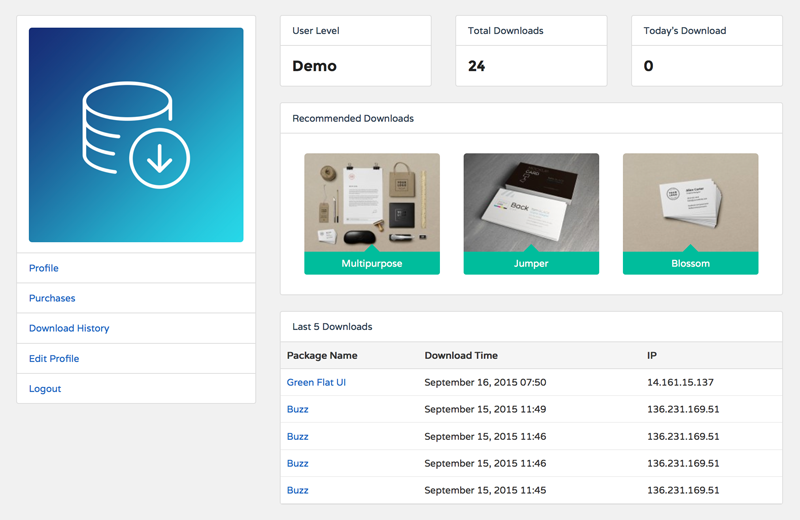 User Level
Demo
Total Downloads
24
Today's Download
0
Profile
Purchases
Download History
Edit Profile
Logout
Recommended Downloads
Back
Mike Carter
Multipurpose
Jumper
Blossom
Last 5 Downloads
Package Name Download Time IP
Green Flat UI September 16, 2015 07:50 14.161.15.137
Buzz September 15, 2015 11:49 136.231.169.51
Buzz September 15, 2015 11:46 136.231.169.51
Buzz September 15, 2015 11:46 136.231.169.51
Buzz September 15, 2015 11:45 136.231.169.51